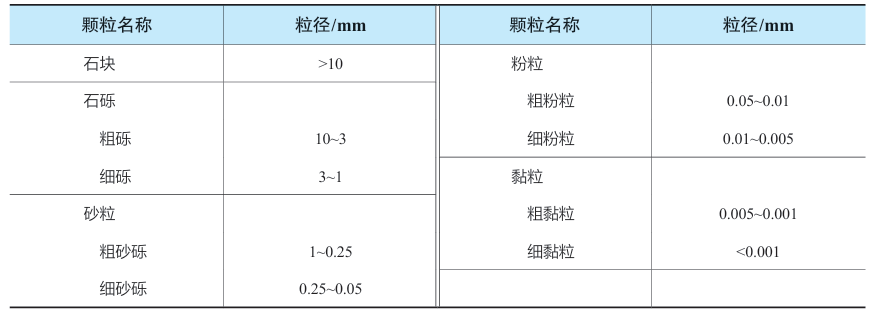 颗粒名称 粒径/mm 颗粒名称 粒径/mm
石块 >10 粉粒
石砾 粗粉粒 0.05~0.01
粗砾 10~3 细粉粒 0.01~0.005
细砾 3~1 黏粒
砂粒 粗黏粒 0.005~0.001
粗砂砾 1~0.25 细黏粒 <0.001
细砂砾 0.25~0.05